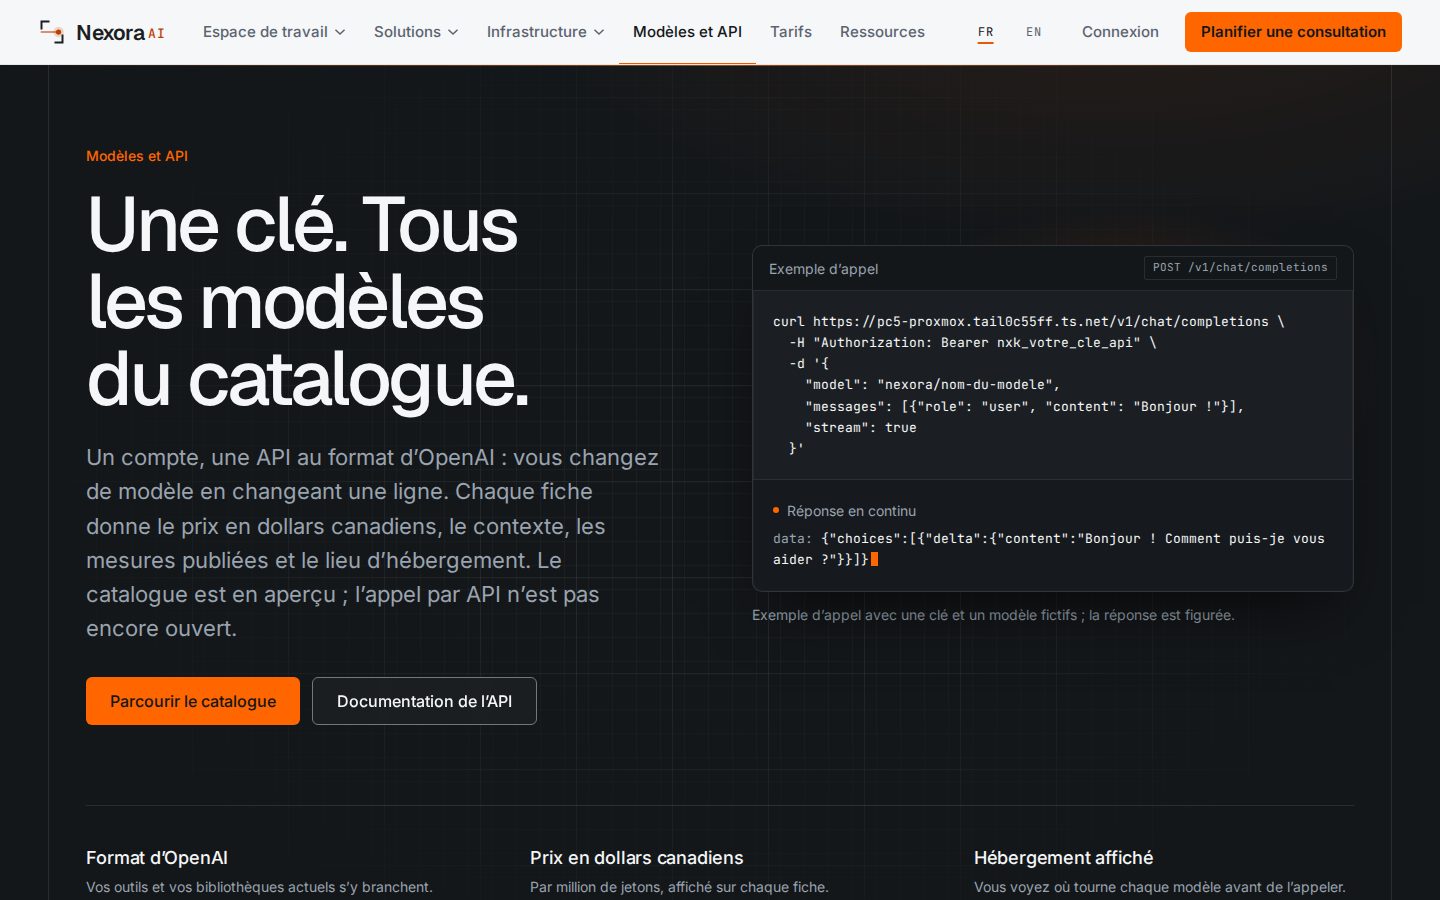 Nexora AI
Espace de travail
Solutions
Infrastructure
Modèles et API
Tarifs
Ressources
FR
EN
Connexion
Planifier une consultation
Modèles et API
Une clé. Tous
les modèles
du catalogue.
Un compte, une API au format d’OpenAI : vous changez
de modèle en changeant une ligne. Chaque fiche
donne le prix en dollars canadiens, le contexte, les
mesures publiées et le lieu d’hébergement. Le
catalogue est en aperçu ; l’appel par API n’est pas
encore ouvert.
Parcourir le catalogue
Documentation de l’API
Exemple d’appel
POST /v1/chat/completions
curl https://pc5-proxmox.tail0c55ff.ts.net/v1/chat/completions \
-H "Authorization: Bearer nxk_votre_cle_api" \
-d '{
"model": "nexora/nom-du-modele",
"messages": [{"role": "user", "content": "Bonjour !"}],
"stream": true
}'
Réponse en continu
data: {"choices":[{"delta":{"content":"Bonjour ! Comment puis-je vous
aider ?"}}]}
Exemple d’appel avec une clé et un modèle fictifs ; la réponse est figurée.
Format d’OpenAI
Vos outils et vos bibliothèques actuels s’y branchent.
Prix en dollars canadiens
Par million de jetons, affiché sur chaque fiche.
Hébergement affiché
Vous voyez où tourne chaque modèle avant de l’appeler.